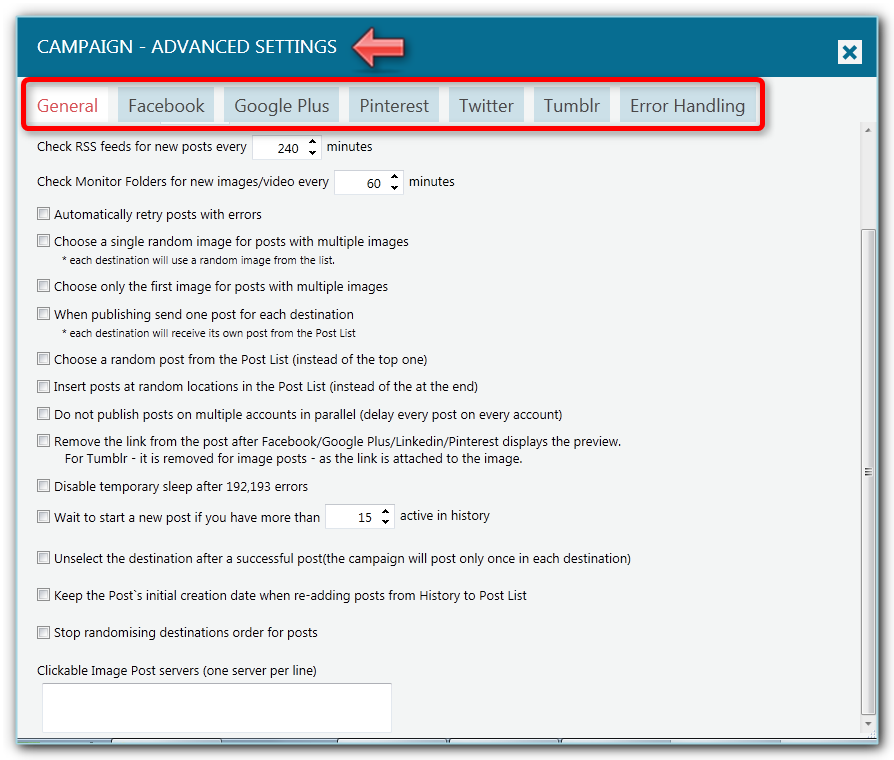 CAMPAIGN - ADVANCED SETTINGS
General Facebook Google Plus Pinterest Twitter Tumblr Error Handling
Check RSS feeds for new posts every 240 minutes
Check Monitor Folders for new images/video every 60 minutes
Automatically retry posts with errors
Choose a single random image for posts with multiple images
* each destination will use a random image from the list.
Choose only the first image for posts with multiple images
When publishing send one post for each destination
* each destination will receive its own post from the Post List
Choose a random post from the Post List (instead of the top one)
Insert posts at random locations in the Post List (instead of the at the end)
Do not publish posts on multiple accounts in parallel (delay every post on every account)
Remove the link from the post after Facebook/Google Plus/Linkedin/Pinterest displays the preview.
For Tumblr - it is removed for image posts - as the link is attached to the image.
Disable temporary sleep after 192,193 errors
Wait to start a new post if you have more than 15 active in history
Unselect the destination after a successful post(the campaign will post only once in each destination)
Keep the Post`s initial creation date when re-adding posts from History to Post List
Stop randomising destinations order for posts
Clickable Image Post servers (one server per line)